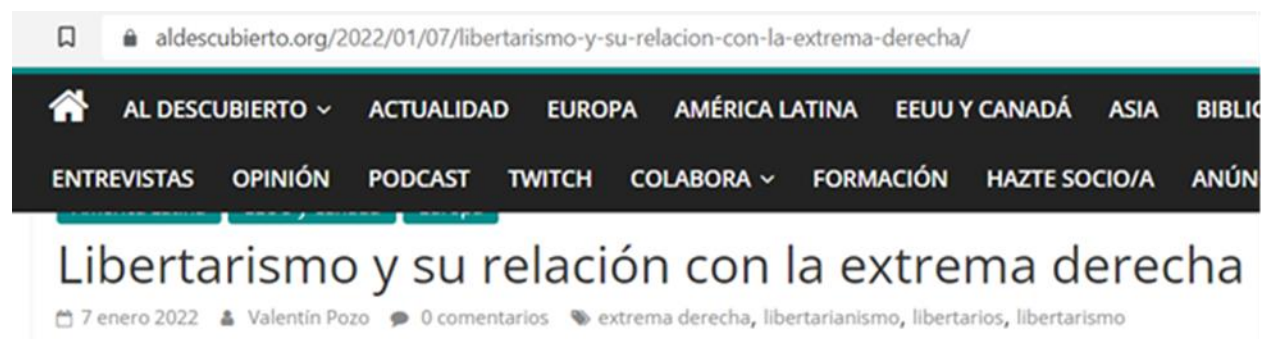 aldescubierto.org/2022/01/07/libertarismo-y-su-relacion-con-la-extrema-derecha/
AL DESCUBIERTO ACTUALIDAD EUROPA AMÉRICA LATINA EEUU Y CANADÁ ASIA
ENTREVISTAS OPINIÓN PODCAST TWITCH COLABORA FORMACIÓN HAZTE SOCIO/A
Libertarismo y su relación con la extrema derecha
7 enero 2022 Valentín Pozo 0 comentarios extrema derecha, libertarianismo, libertarios, libertarismo